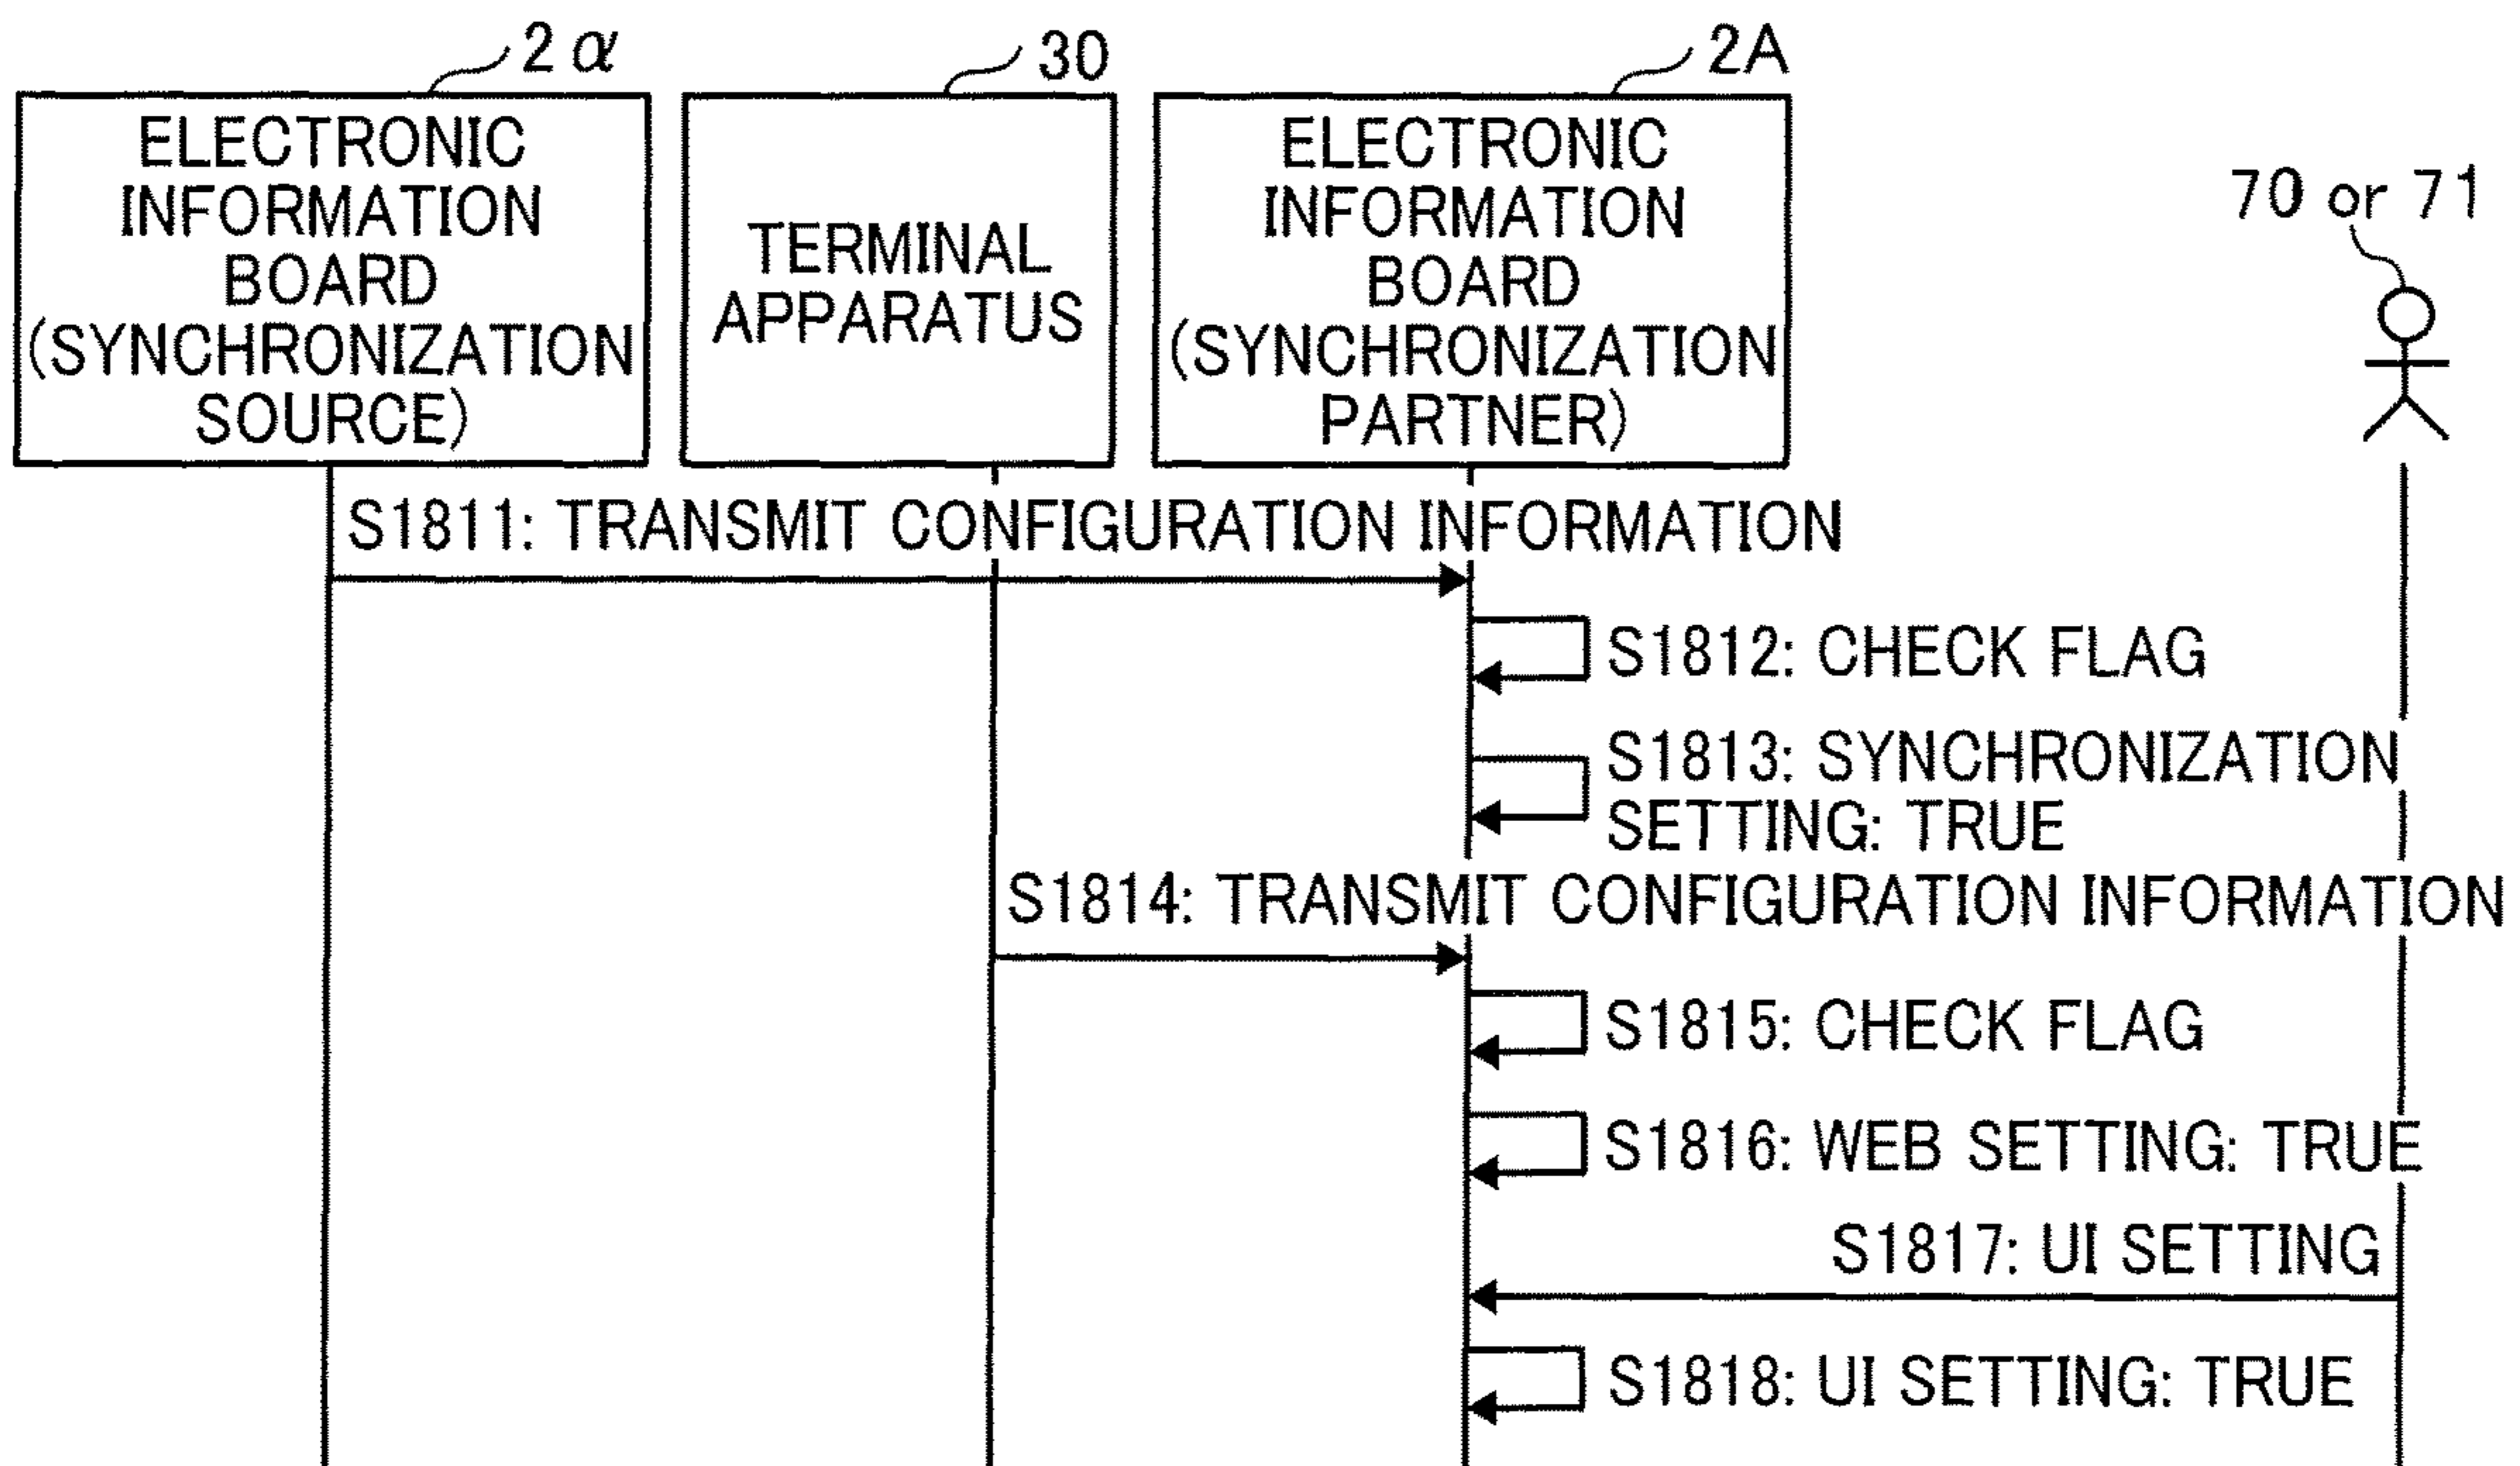 2α
30
2A
ELECTRONIC
INFORMATION
BOARD
(SYNCHRONIZATION
SOURCE)
TERMINAL
APPARATUS
ELECTRONIC
INFORMATION
BOARD
(SYNCHRONIZATION
PARTNER)
70 or 71
S1811: TRANSMIT CONFIGURATION INFORMATION
S1812: CHECK FLAG
S1813: SYNCHRONIZATION
SETTING: TRUE
S1814: TRANSMIT CONFIGURATION INFORMATION
S1815: CHECK FLAG
S1816: WEB SETTING: TRUE
S1817: UI SETTING
S1818: UI SETTING: TRUE